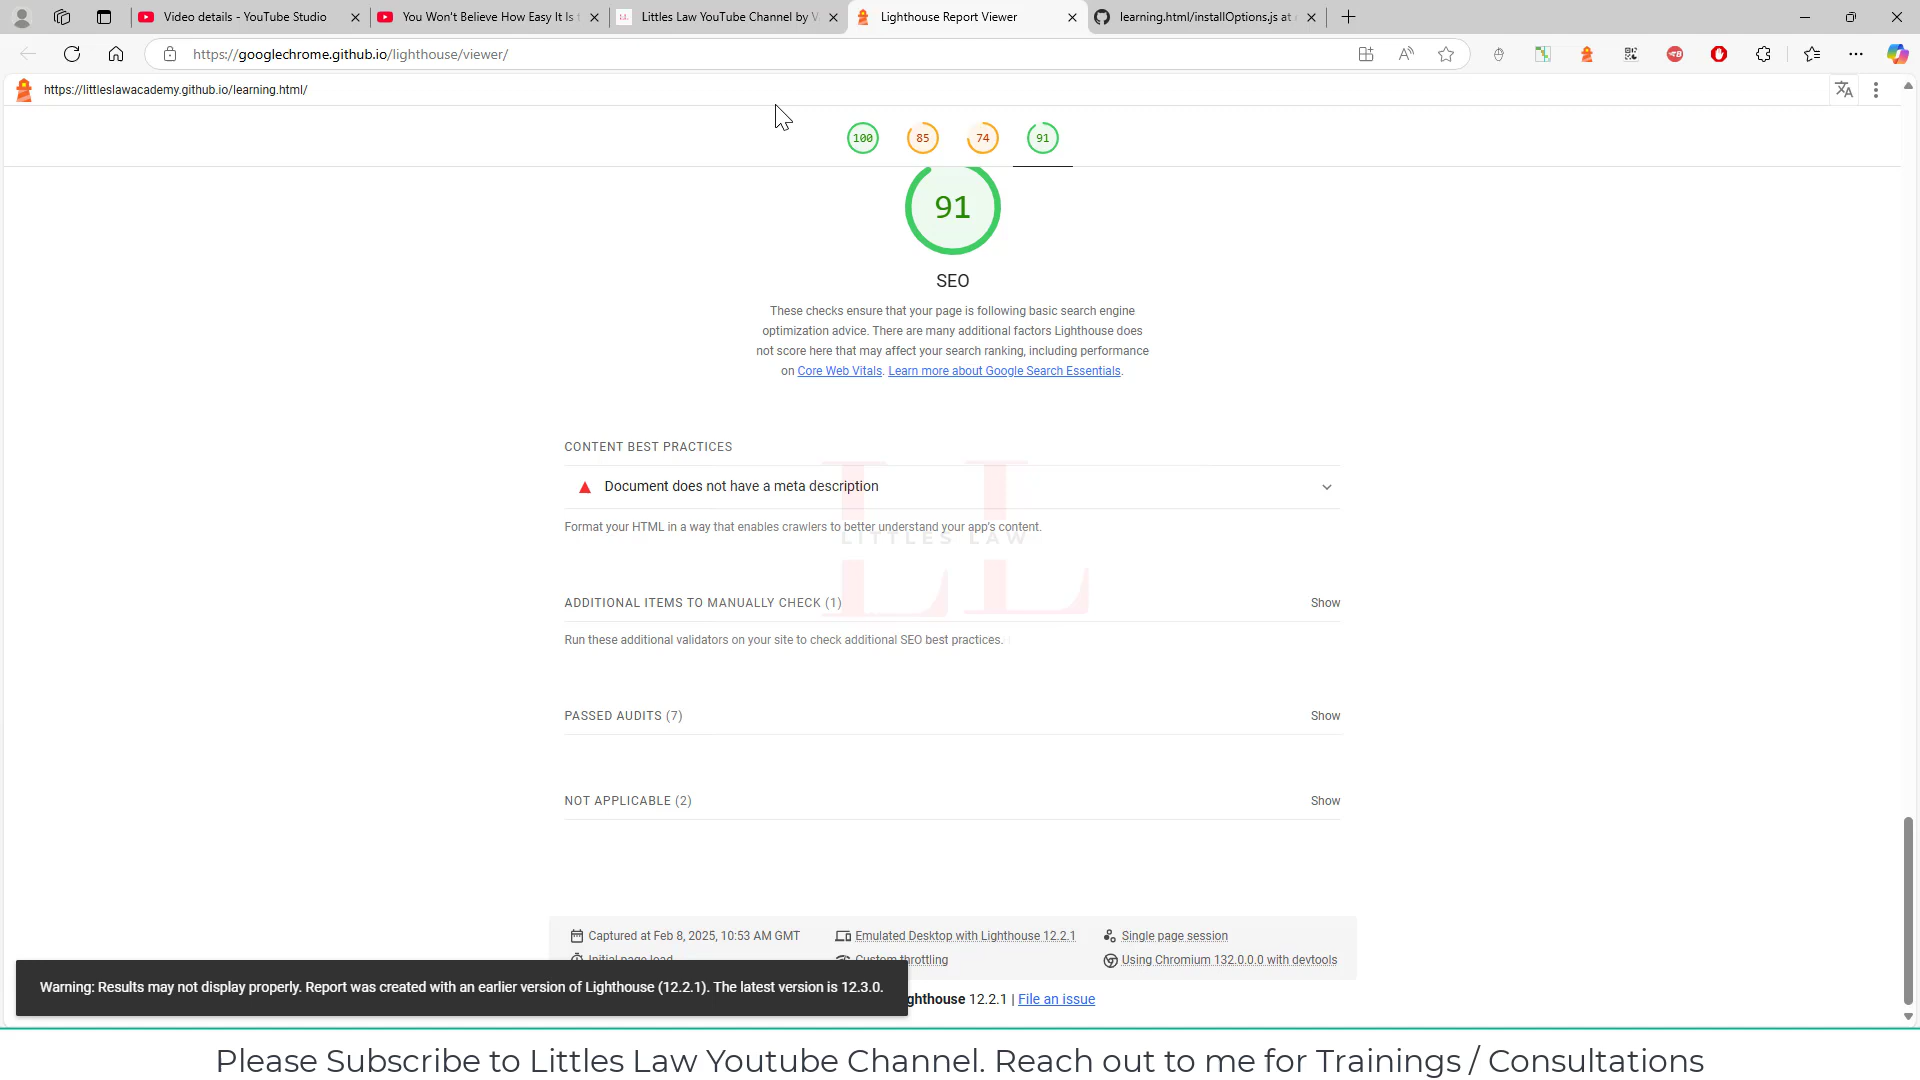 Video details - YouTube Studio
You Won't Believe How Easy It Is
Littles Law YouTube Channel by
Lighthouse Report Viewer
learning.html/installOptions.js at
https://googlechrome.github.io/lighthouse/viewer/
https://littleslawacademy.github.io/learning.html/
100
85
74
91
91
SEO
These checks ensure that your page is following basic search engine
optimization advice. There are many additional factors Lighthouse does
not score here that may affect your search ranking, including performance
on Core Web Vitals. Learn more about Google Search Essentials.
CONTENT BEST PRACTICES
Document does not have a meta description
Format your HTML in a way that enables crawlers to better understand your app's content.
LITTLES LAW
ADDITIONAL ITEMS TO MANUALLY CHECK (1)
Show
Run these additional validators on your site to check additional SEO best practices.
PASSED AUDITS (7)
Show
NOT APPLICABLE (2)
Show
Captured at Feb 8, 2025, 10:53 AM GMT
Emulated Desktop with Lighthouse 12.2.1
Single page session
Initial page load
Custom throttling
Using Chromium 132.0.0.0 with devtools
Warning: Results may not display properly. Report was created with an earlier version of Lighthouse (12.2.1). The latest version is 12.3.0.
ghthouse 12.2.1 | File an issue
Please Subscribe to Littles Law Youtube Channel. Reach out to me for Trainings / Consultations